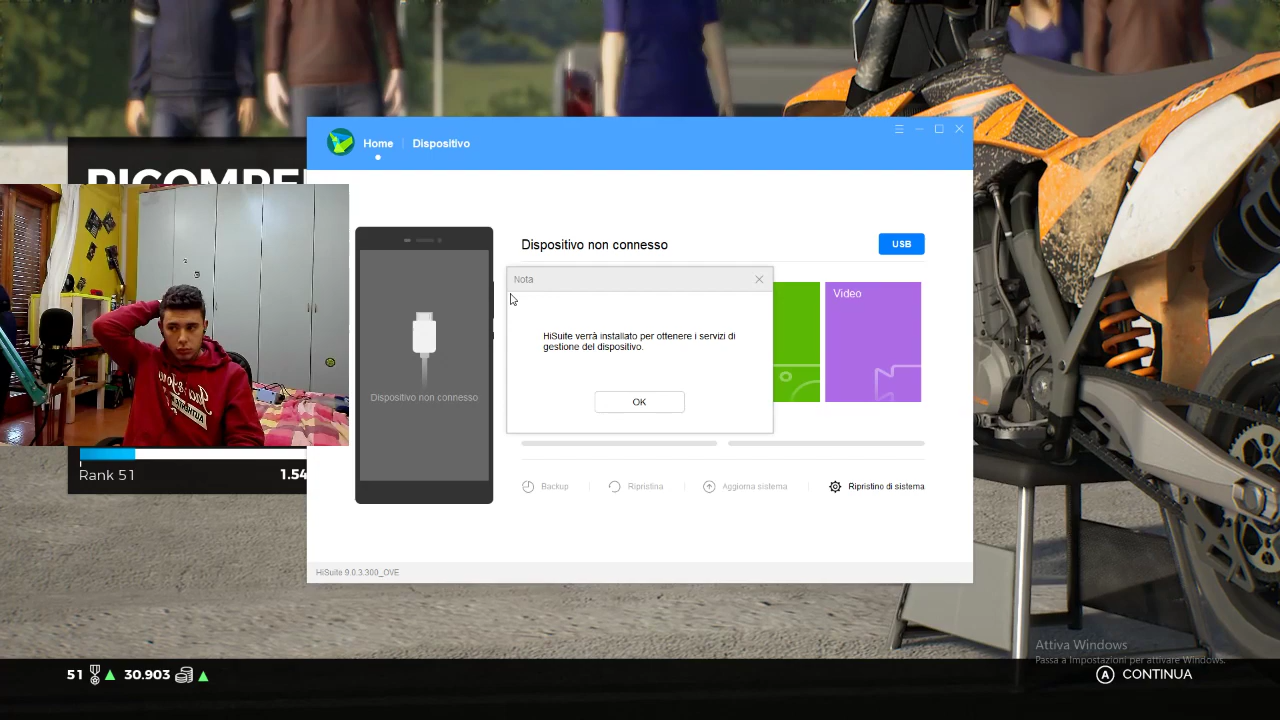 RICOMPE
Home
Dispositivo
Dispositivo non connesso
USB
Nota
HiSuite verrà installato per ottenere i servizi di
gestione del dispositivo.
OK
Video
Dispositivo non connesso
Backup
Ripristina
Aggiorna sistema
Ripristino di sistema
HiSuite 9.0.3.300_OVE
Rank 51
1.54
51
30.903
Attiva Windows
Passa a Impostazioni per attivare Windows.
A
CONTINUA